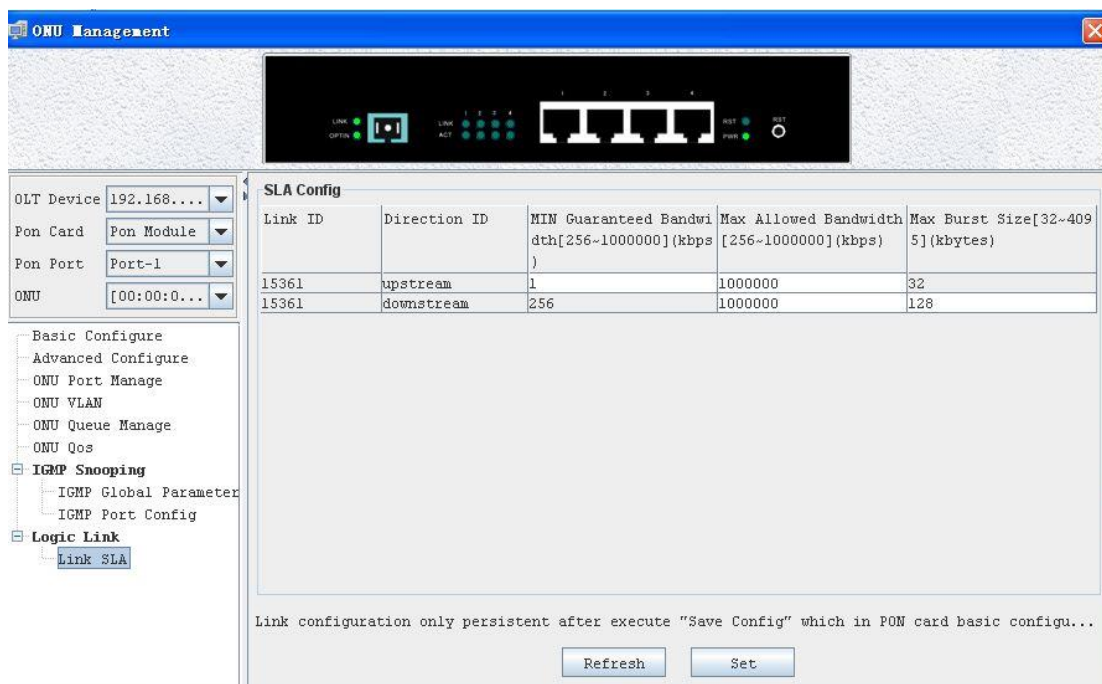 ONU Management
1 2 3 4
LINK
OPTIN
1 2 3 4
LINK
ACT
RST
PWR
RST
OLT Device 192.168....
Pon Card Pon Module
Pon Port Port-1
ONU [00:00:0...
Basic Configure
Advanced Configure
ONU Port Manage
ONU VLAN
ONU Queue Manage
ONU Qos
IGMP Snooping
IGMP Global Parameter
IGMP Port Config
Logic Link
Link SLA
SLA Config
Link ID Direction ID MIN Guaranteed Bandwi Max Allowed Bandwidth Max Burst Size[32~409
dth[256~1000000](kbps [256~1000000](kbps) 5](kbytes)
)
15361 upstream 1 1000000 32
15361 downstream 256 1000000 128
Link configuration only persistent after execute "Save Config" which in PON card basic configu...
Refresh Set